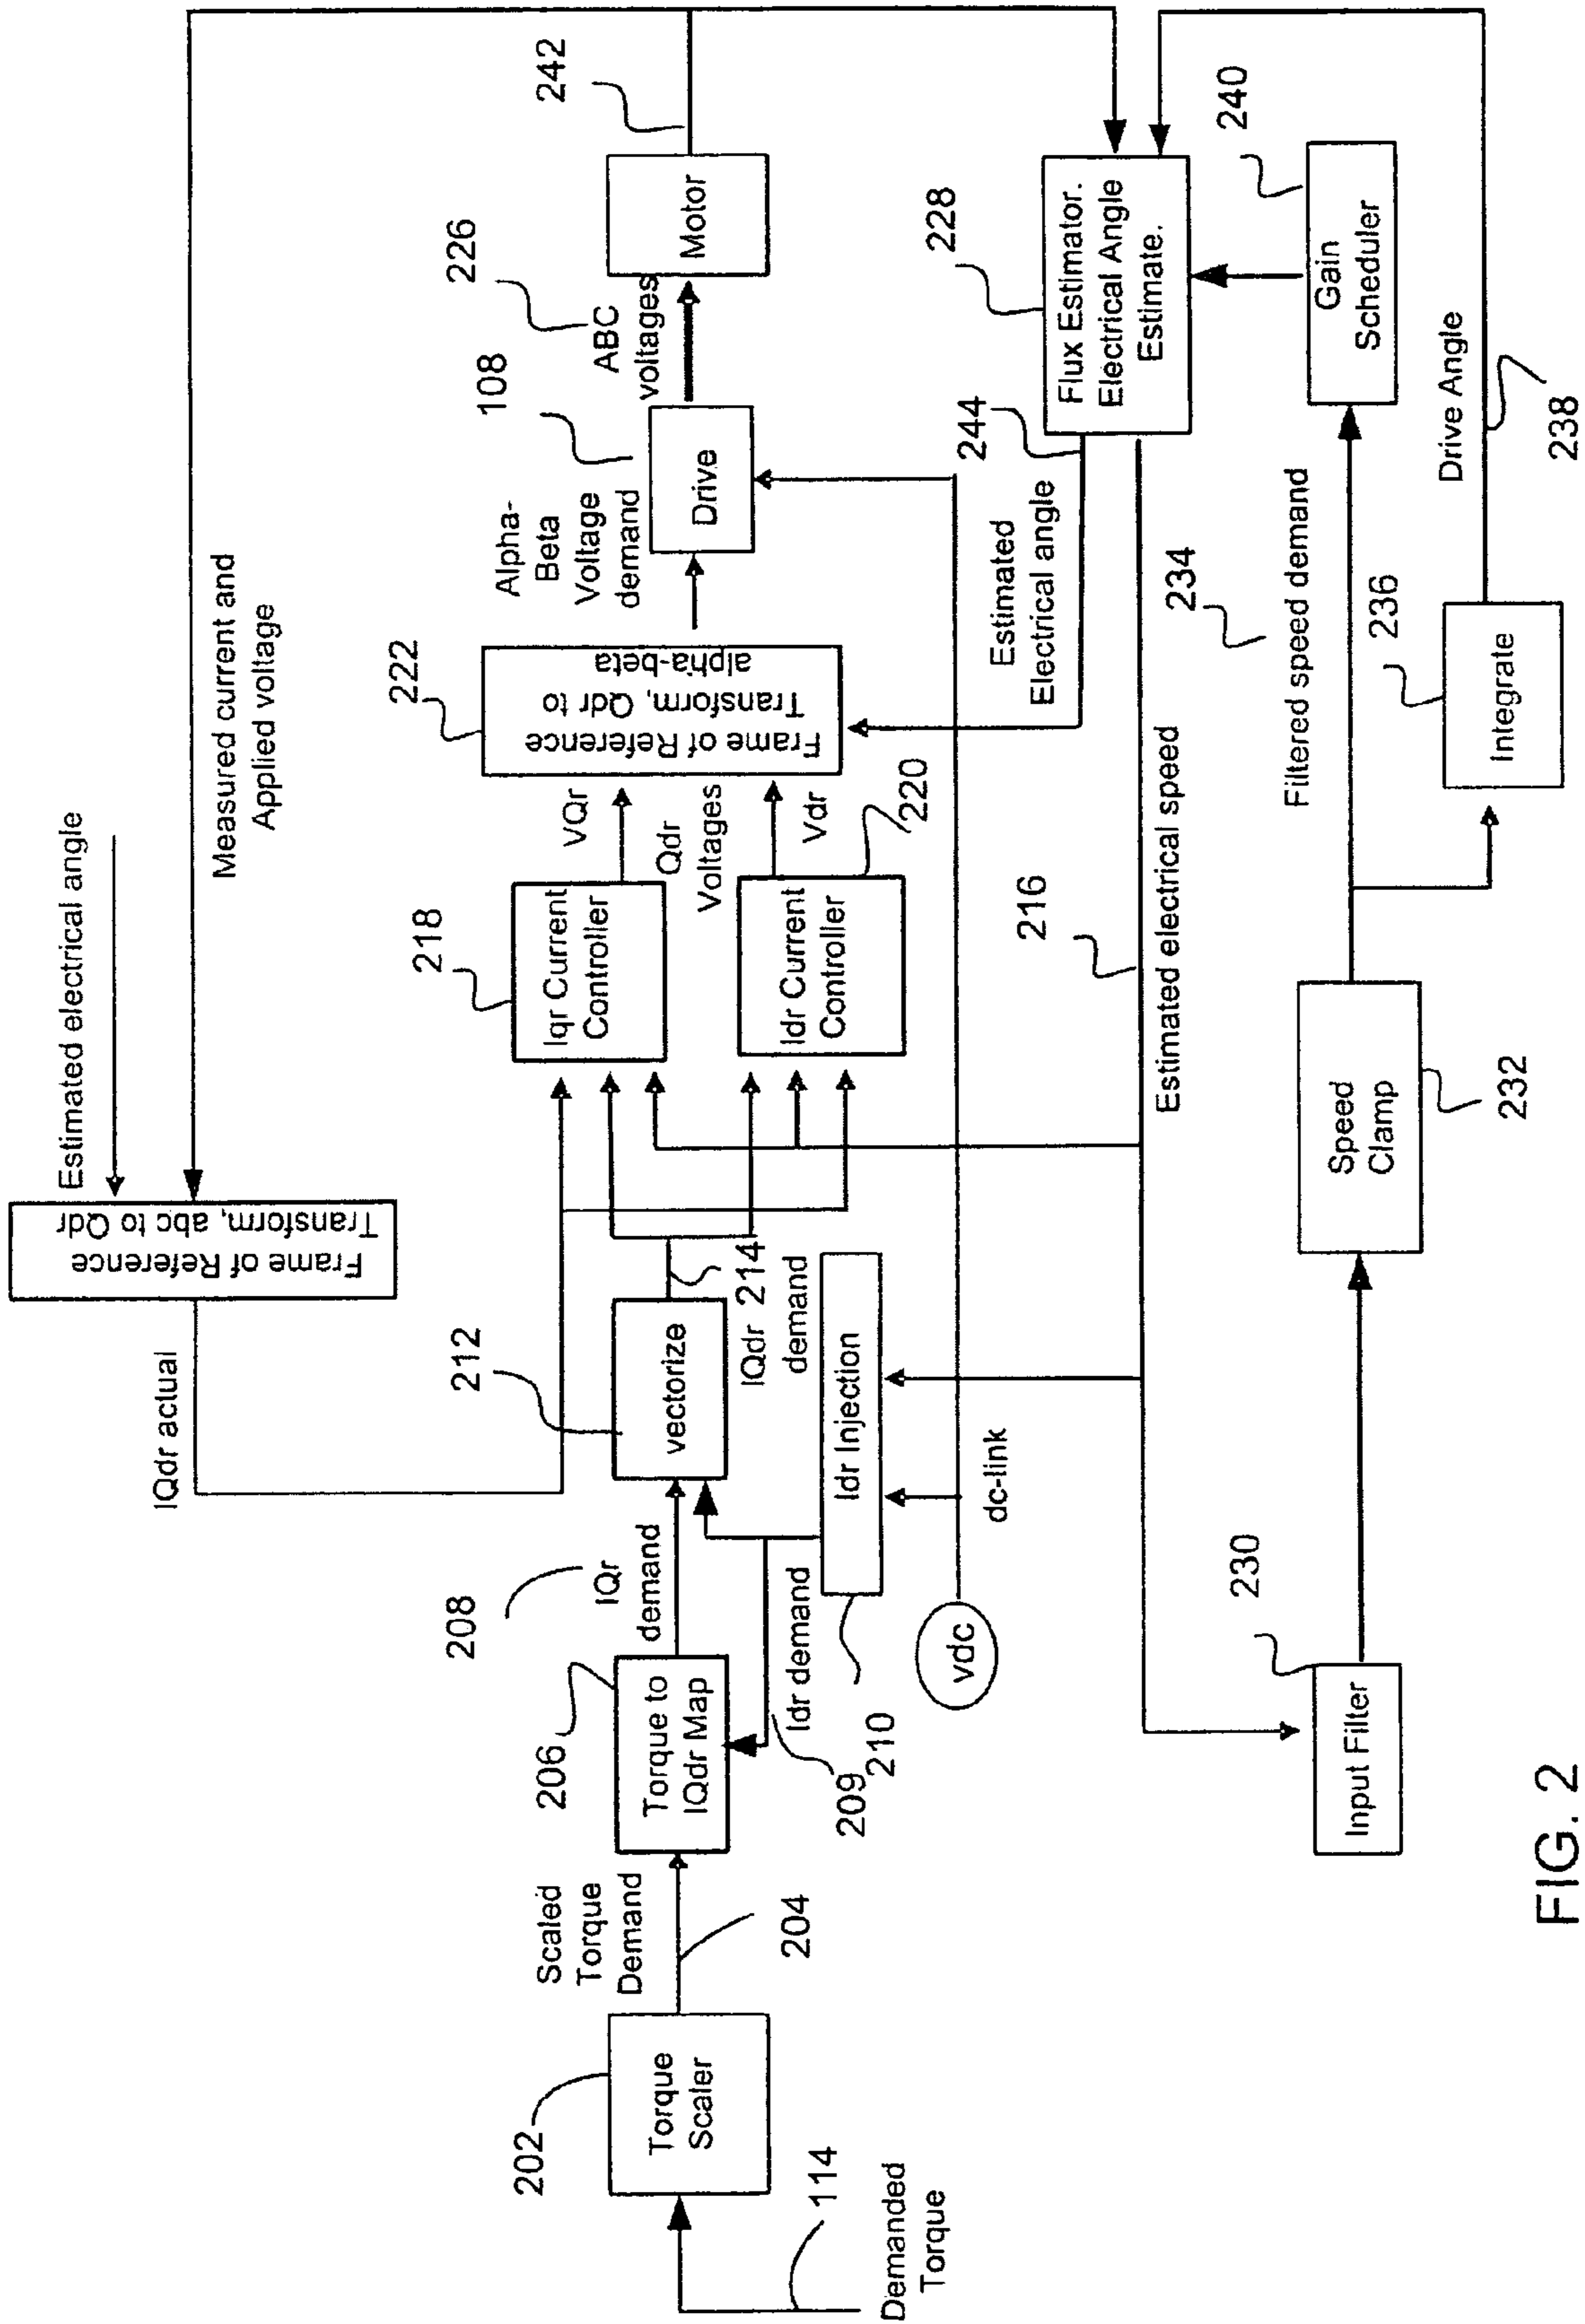 Estimated electrical angle
Measured current and
Applied voltage
Frame of Reference
Transform, abc to Qdr
IQdr actual
Demanded
Torque
114
202
Torque
Scaler
Scaled
Torque
Demand
204
206
Torque to
IQdr Map
208
IQr
demand
Idr demand
209
210
Idr Injection
212
vectorize
214
IQdr
demand
218
Iqr Current
Controller
Idr Current
Controller
220
VQr
Qdr
Voltages
Vdr
222
Frame of Reference
Transform, Qdr to
alpha-beta
Alpha-
Beta
Voltage
demand
108
Drive
226
ABC
voltages
Motor
242
vdc
dc-link
216
Estimated electrical speed
Estimated
Electrical angle
244
228
Flux Estimator.
Electrical Angle
Estimate.
230
Input Filter
Speed
Clamp
232
234
Filtered speed demand
236
Integrate
Drive Angle
238
240
Gain
Scheduler
FIG. 2